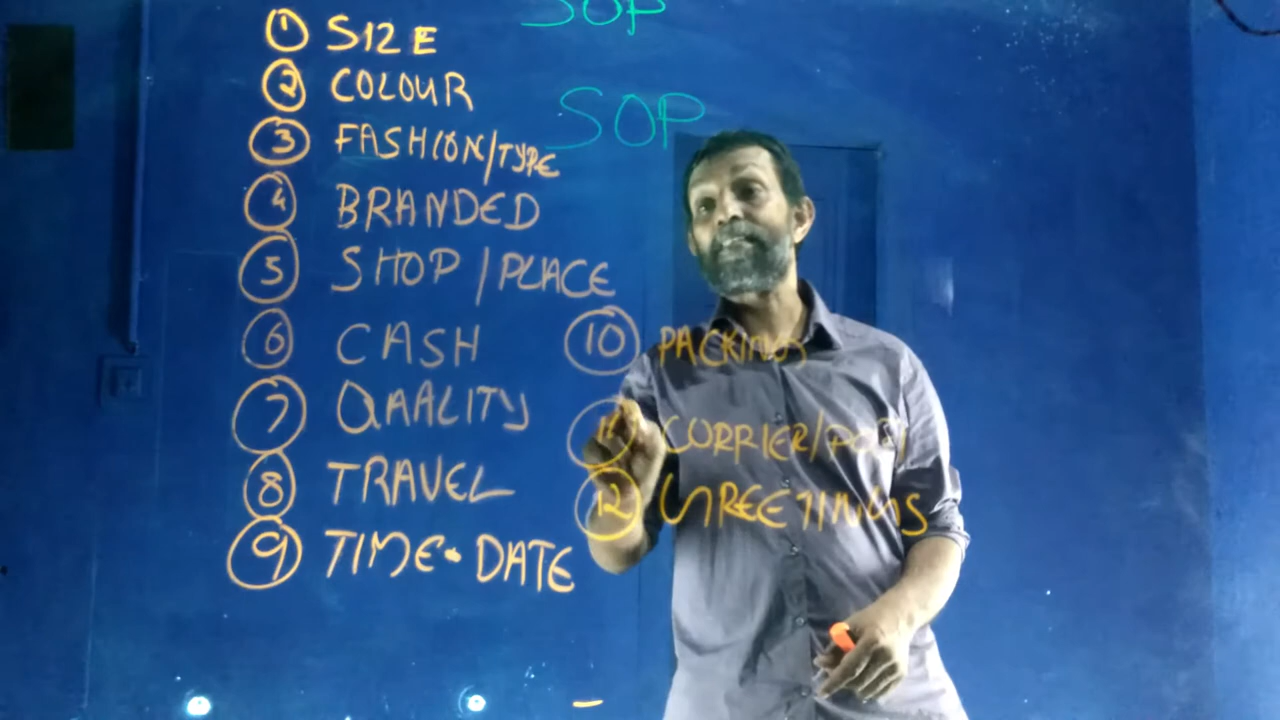 SOP
SOP
1 SIZE
2 COLOUR
3 FASHION/TYPE
4 BRANDED
5 SHOP/PLACE
6 CASH
7 QAALITY
8 TRAVEL
9 TIME. DATE
10 PACKING
11 CORRIER/POST
12 GREETINGS